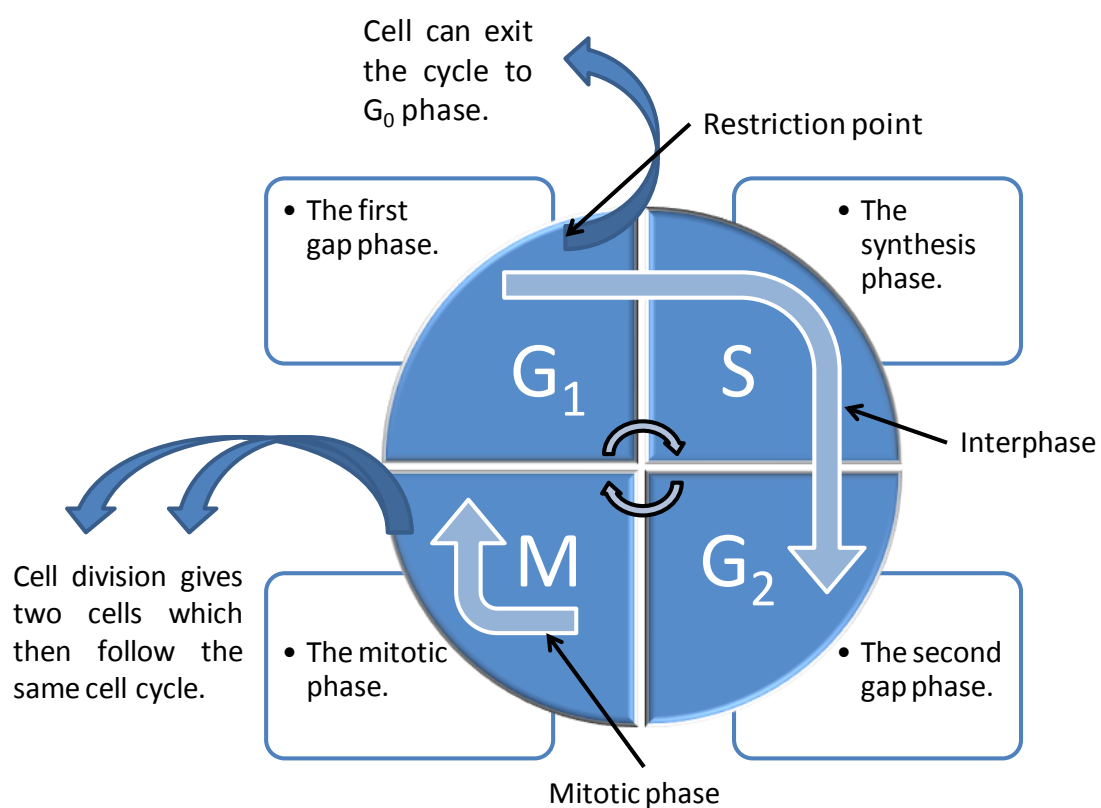 Cell can exit
the cycle to
G₀ phase.
Restriction point
• The first
gap phase.
• The
synthesis
phase.
G₁
S
Interphase
M
G₂
Cell division gives
two cells which
then follow the
same cell cycle.
• The mitotic
phase.
• The second
gap phase.
Mitotic phase